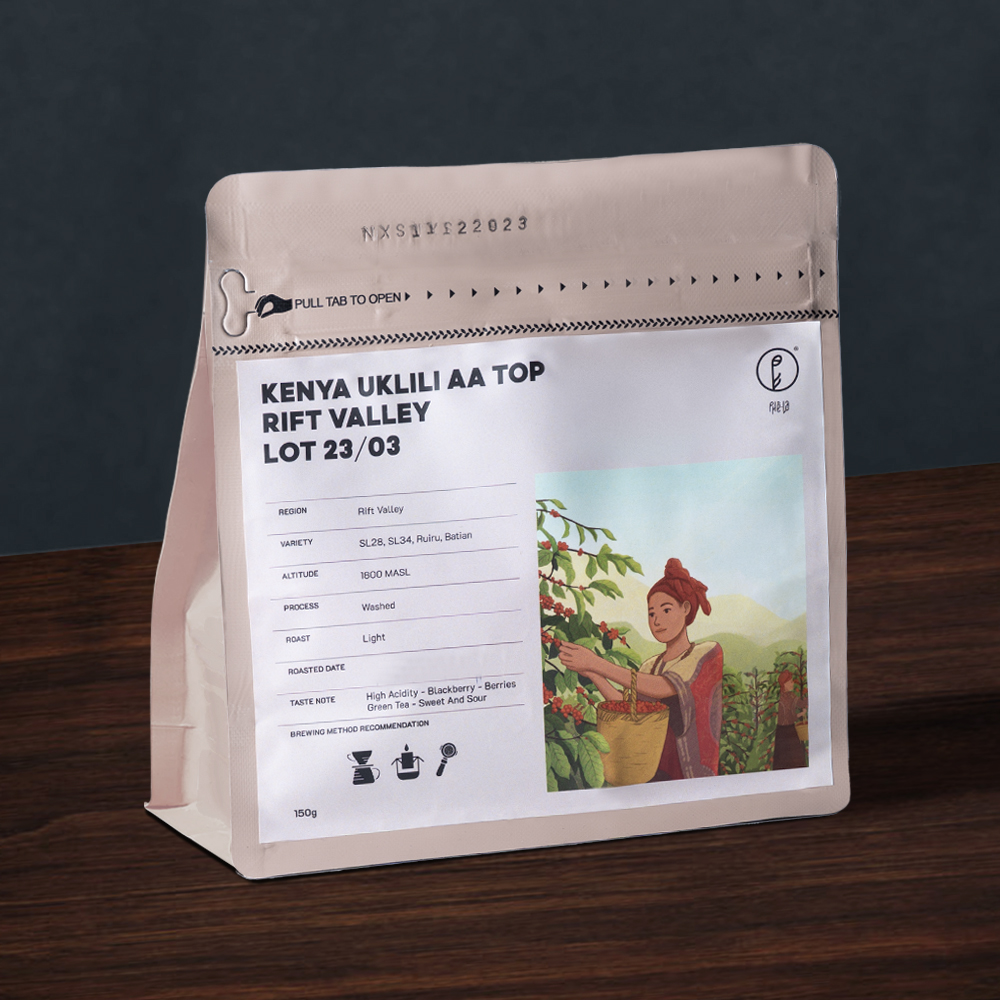 PULL TAB TO OPEN
KENYA UKLILI AA TOP
RIFT VALLEY
LOT 23/03
REGION Rift Valley
VARIETY SL28, SL34, Ruiru, Batian
ALTITUDE 1800 MASL
PROCESS Washed
ROAST Light
ROASTED DATE
TASTE NOTE High Acidity - Blackberry - Berries
Green Tea - Sweet And Sour
BREWING METHOD RECOMMENDATION
150g